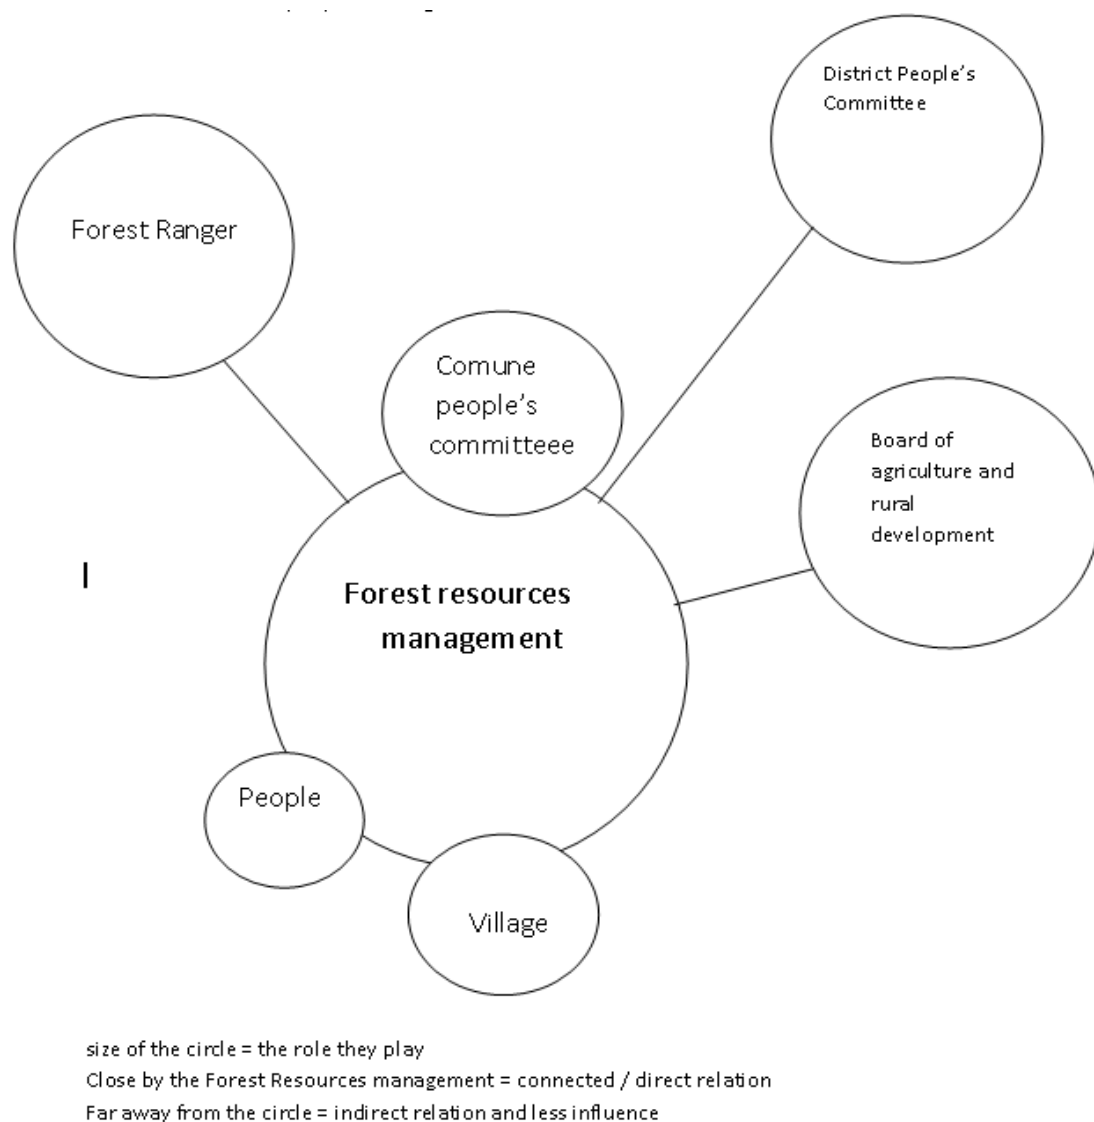 District People's
Committee
Forest Ranger
Comune
people's
committeee
Board of
agriculture and
rural
development
Forest resources
management
People
Village
size of the circle = the role they play
Close by the Forest Resources management = connected / direct relation
Far away from the circle = indirect relation and less influence